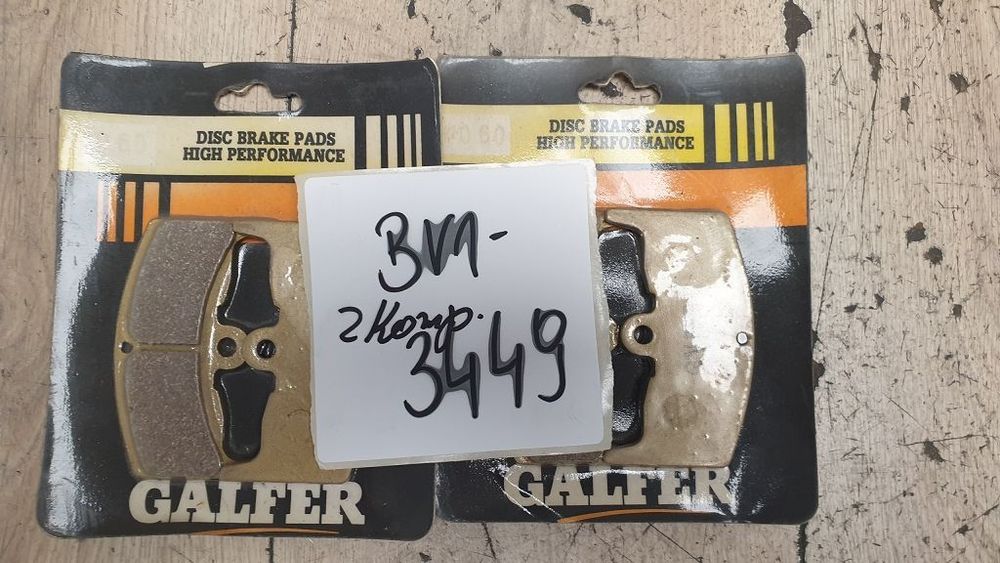 DISC BRAKE PADS
HIGH PERFORMANCE
GALFER
DISC BRAKE PADS
HIGH PERFORMANCE
GALFER
BM-
2 Komp.
3449